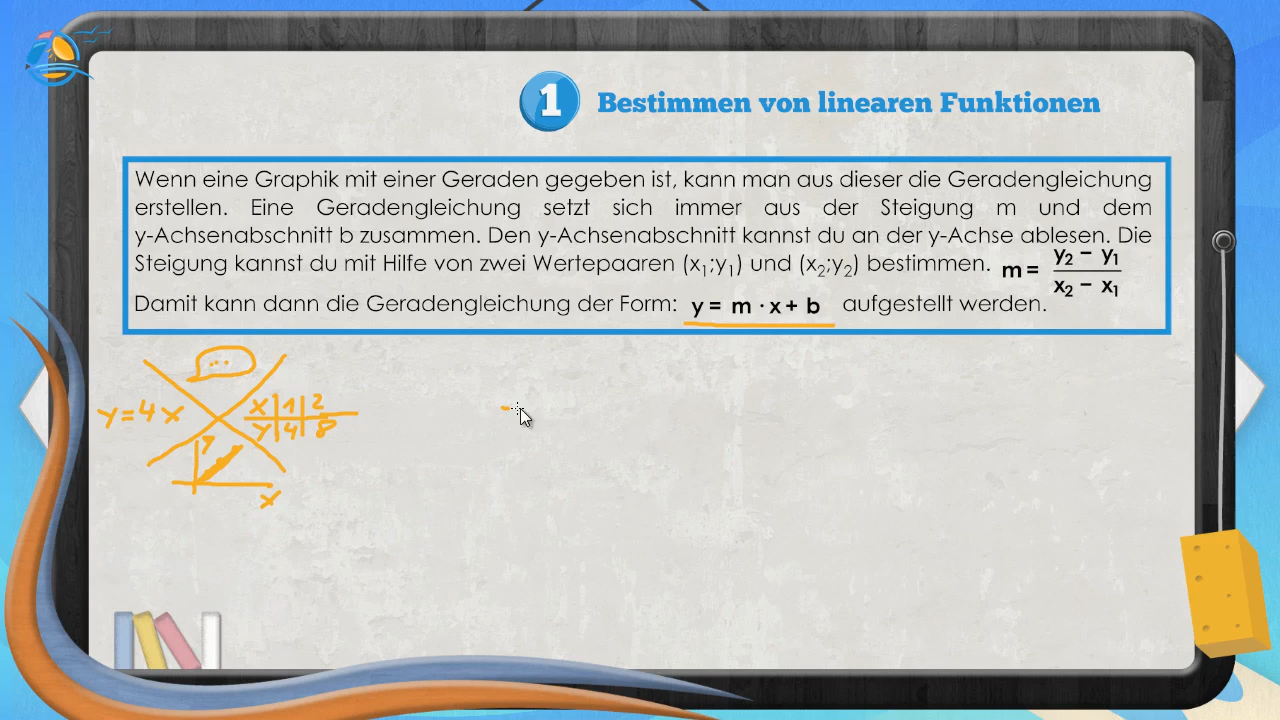 1 Bestimmen von linearen Funktionen
Wenn eine Graphik mit einer Geraden gegeben ist, kann man aus dieser die Geradengleichung
erstellen. Eine Geradengleichung setzt sich immer aus der Steigung m und dem
y-Achsenabschnitt b zusammen. Den y-Achsenabschnitt kannst du an der y-Achse ablesen. Die
Steigung kannst du mit Hilfe von zwei Wertepaaren (x₁;y₁) und (x₂;y₂) bestimmen. m = (y₂ − y₁)/(x₂ − x₁)
Damit kann dann die Geradengleichung der Form: y = m · x + b aufgestellt werden.
...
y=4x
x|1|2
y|4|8
y
x